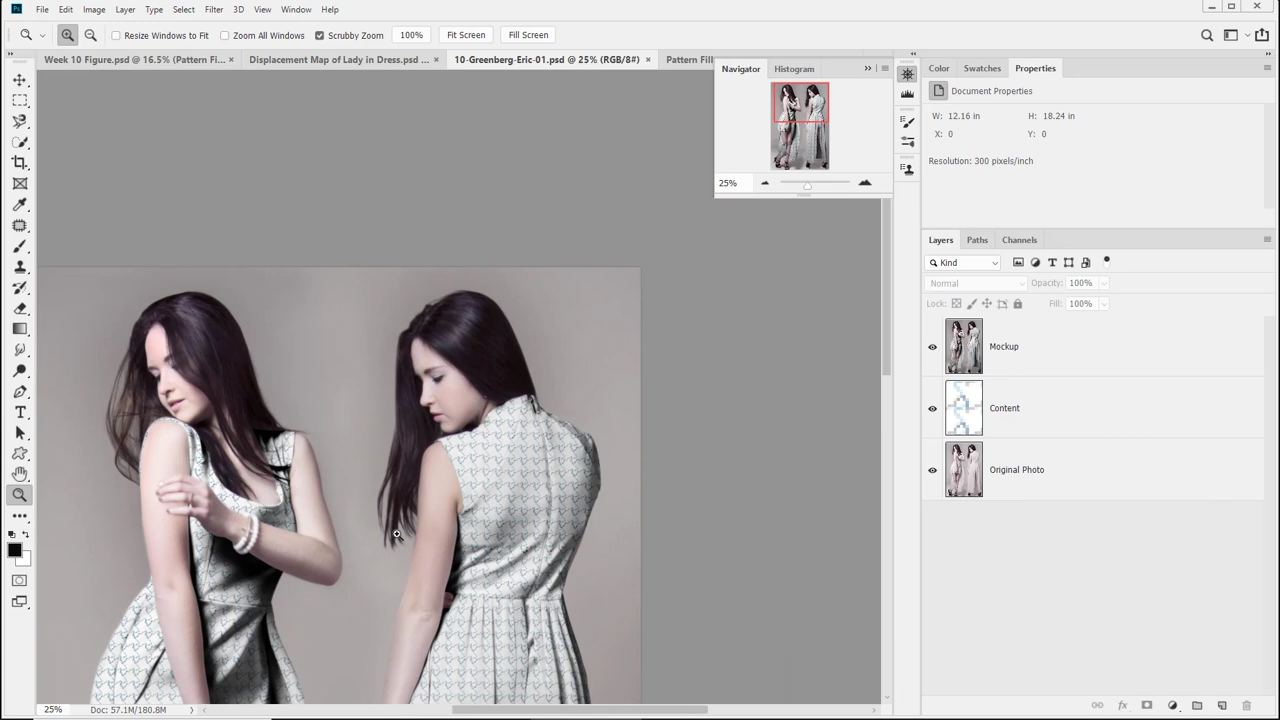 Ps File Edit Image Layer Type Select Filter 3D View Window Help
Resize Windows to Fit Zoom All Windows Scrubby Zoom 100% Fit Screen Fill Screen
Week 10 Figure.psd @ 16.5% (Pattern Fi... × Displacement Map of Lady in Dress.psd ... × 10-Greenberg-Eric-01.psd @ 25% (RGB/8#) × Pattern Fill
Navigator Histogram
25%
Color Swatches Properties
Document Properties
W: 12.16 in H: 18.24 in
X: 0 Y: 0
Resolution: 300 pixels/inch
Layers Paths Channels
Kind
Normal Opacity: 100%
Lock: Fill: 100%
Mockup
Content
Original Photo
25% Doc: 57.1M/180.8M